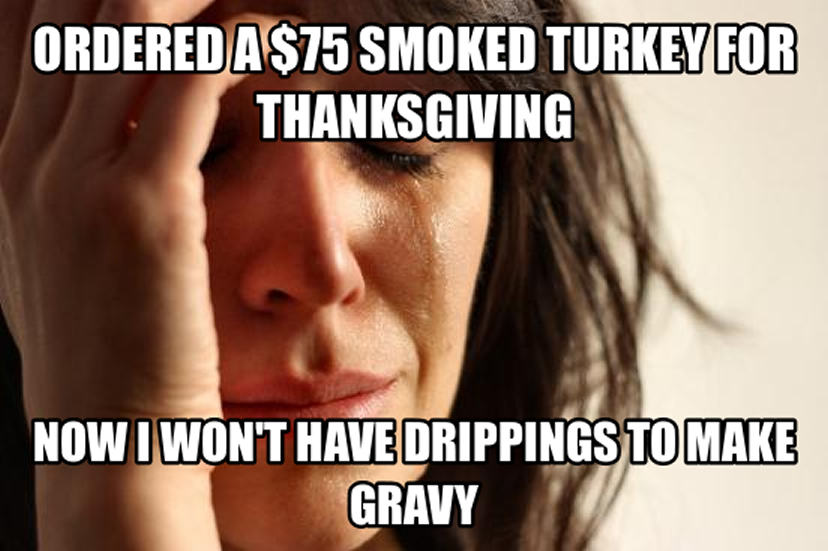 ORDERED A $75 SMOKED TURKEY FOR
THANKSGIVING
NOW I WON'T HAVE DRIPPINGS TO MAKE
GRAVY